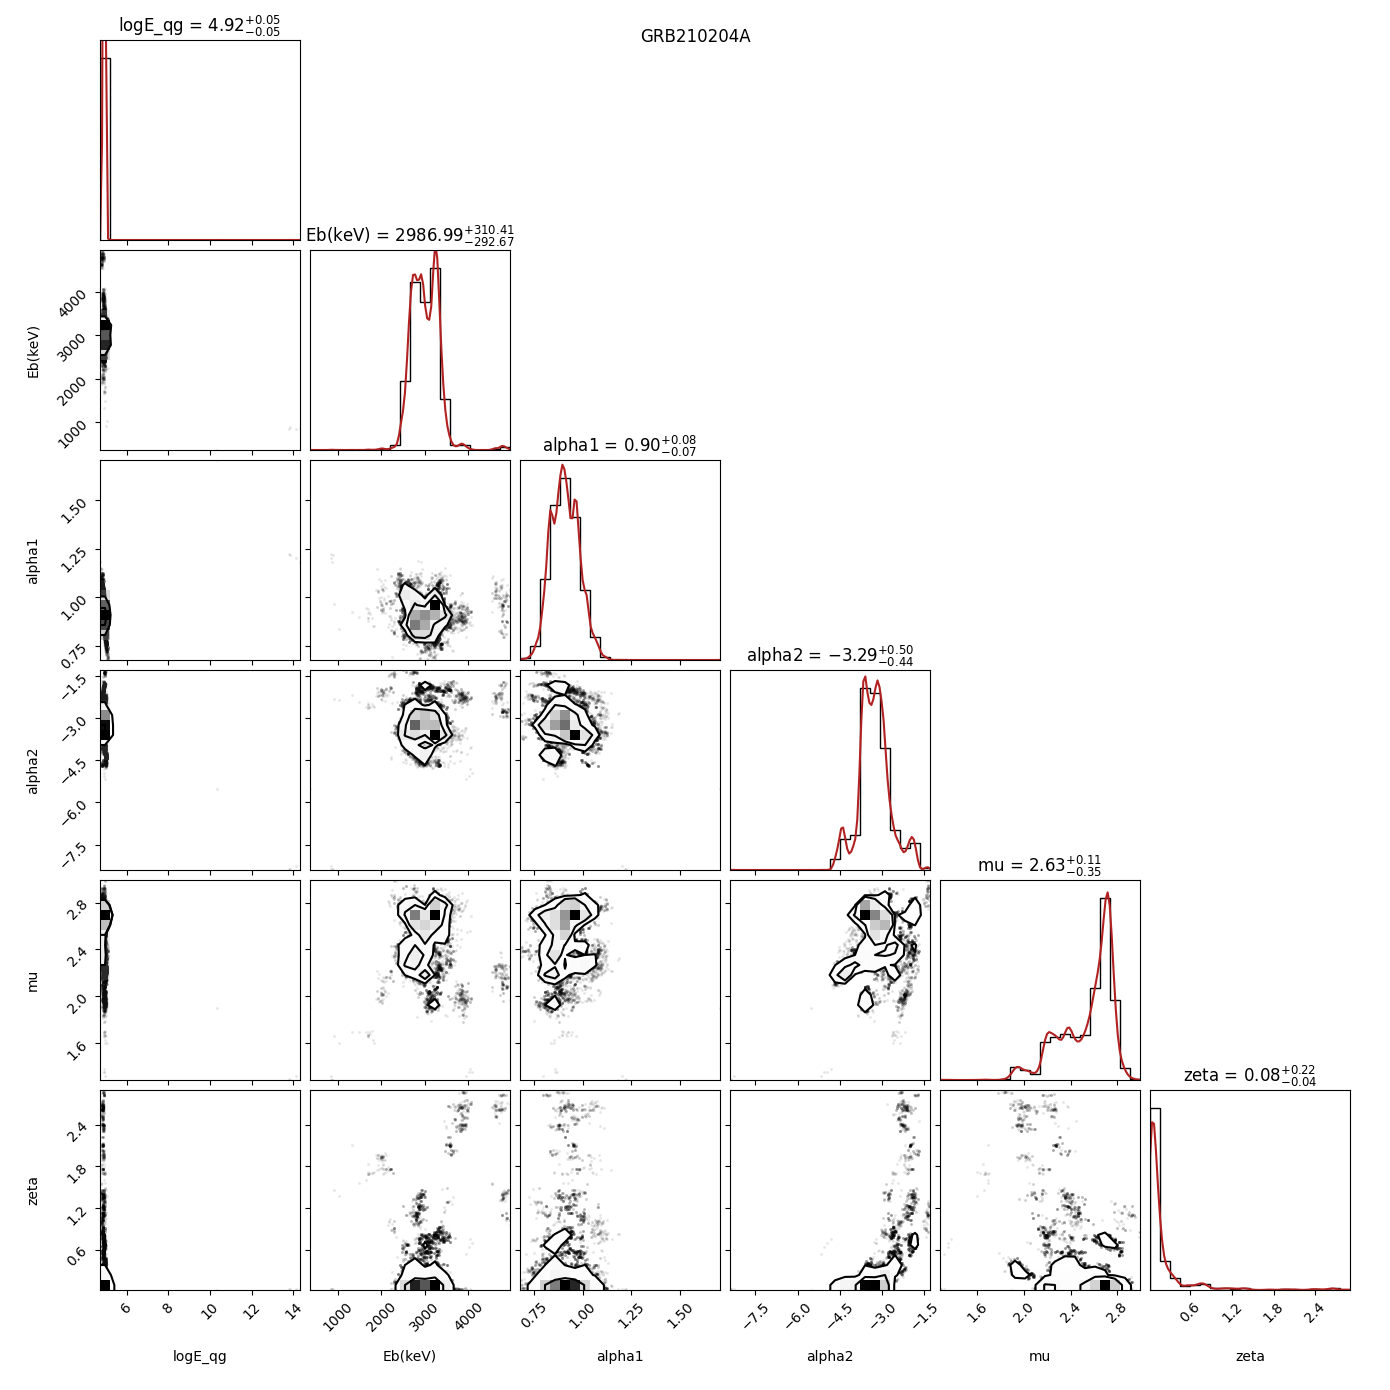 logE_qg = 4.92+0.05 −0.05
GRB210204A
Eb(keV) = 2986.99+310.41 −292.67
4000
3000
2000
1000
Eb(keV)
alpha1 = 0.90+0.08 −0.07
1.50
1.25
1.00
0.75
alpha1
alpha2 = −3.29+0.50 −0.44
−1.5
−3.0
−4.5
−6.0
−7.5
alpha2
mu = 2.63+0.11 −0.35
2.8
2.4
2.0
1.6
mu
zeta = 0.08+0.22 −0.04
2.4
1.8
1.2
0.6
zeta
6 8 10 12 14
1000 2000 3000 4000
0.75 1.00 1.25 1.50
−7.5 −6.0 −4.5 −3.0 −1.5
1.6 2.0 2.4 2.8
0.6 1.2 1.8 2.4
logE_qg Eb(keV) alpha1 alpha2 mu zeta